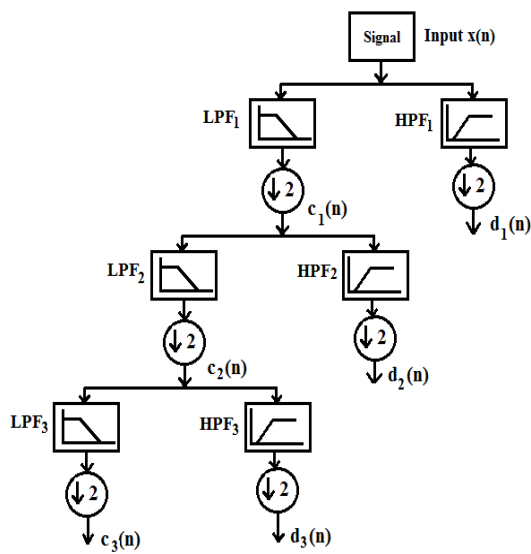 Signal Input x(n)
LPF1 HPF1
↓ 2 ↓ 2
c1(n) d1(n)
LPF2 HPF2
↓ 2 ↓ 2
c2(n) d2(n)
LPF3 HPF3
↓ 2 ↓ 2
c3(n) d3(n)